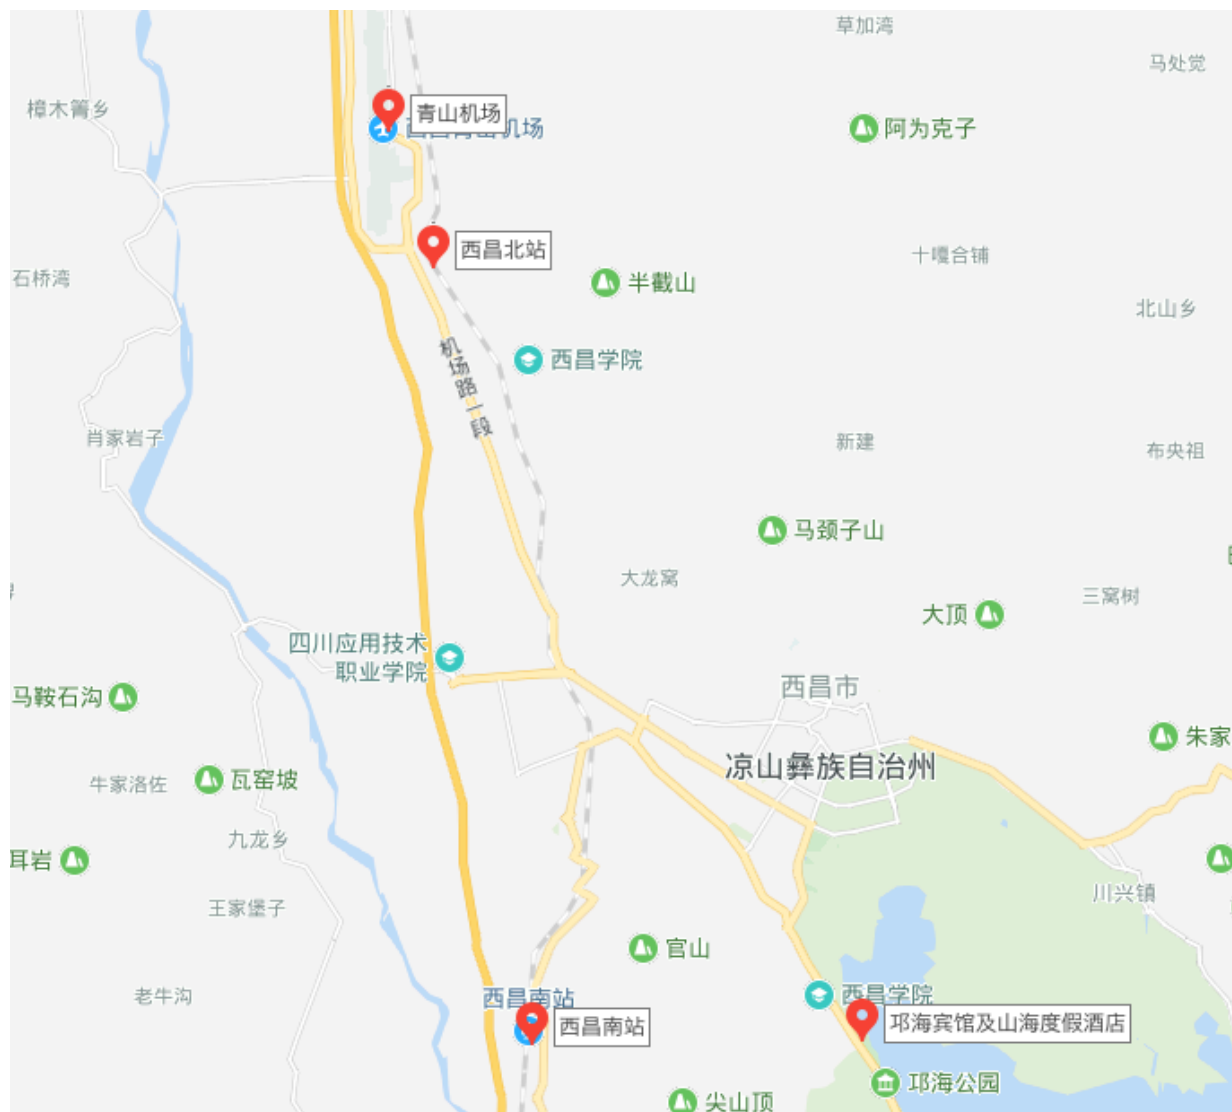 草加湾
马处觉
樟木箐乡
青山机场
西昌青山机场
阿为克子
西昌北站
十嘎合铺
石桥湾
半截山
北山乡
机场路一段
西昌学院
肖家岩子
新建
布央祖
马颈子山
大龙窝
三窝树
大顶
四川应用技术
职业学院
西昌市
马鞍石沟
朱家
凉山彝族自治州
牛家洛佐
瓦窑坡
九龙乡
耳岩
川兴镇
王家堡子
官山
老牛沟
西昌南站
西昌学院
西昌南站
邛海宾馆及山海度假酒店
邛海公园
尖山顶